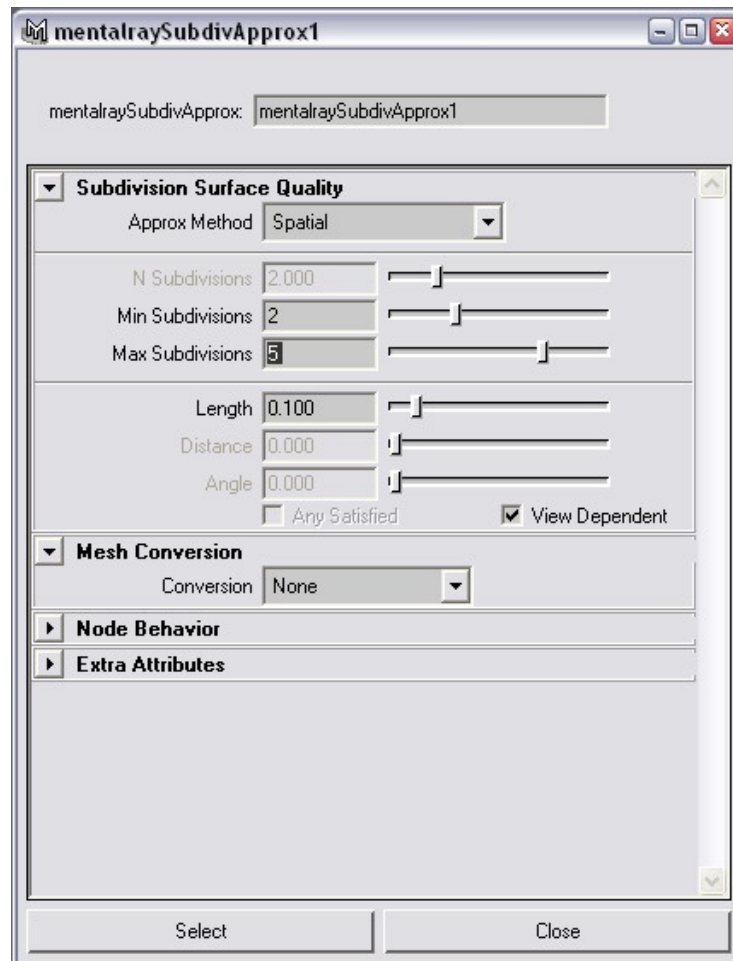 mentalraySubdivApprox1
mentalraySubdivApprox: mentalraySubdivApprox1
Subdivision Surface Quality
Approx Method Spatial
N Subdivisions 2.000
Min Subdivisions 2
Max Subdivisions 5
Length 0.100
Distance 0.000
Angle 0.000
Any Satisfied View Dependent
Mesh Conversion
Conversion None
Node Behavior
Extra Attributes
Select Close